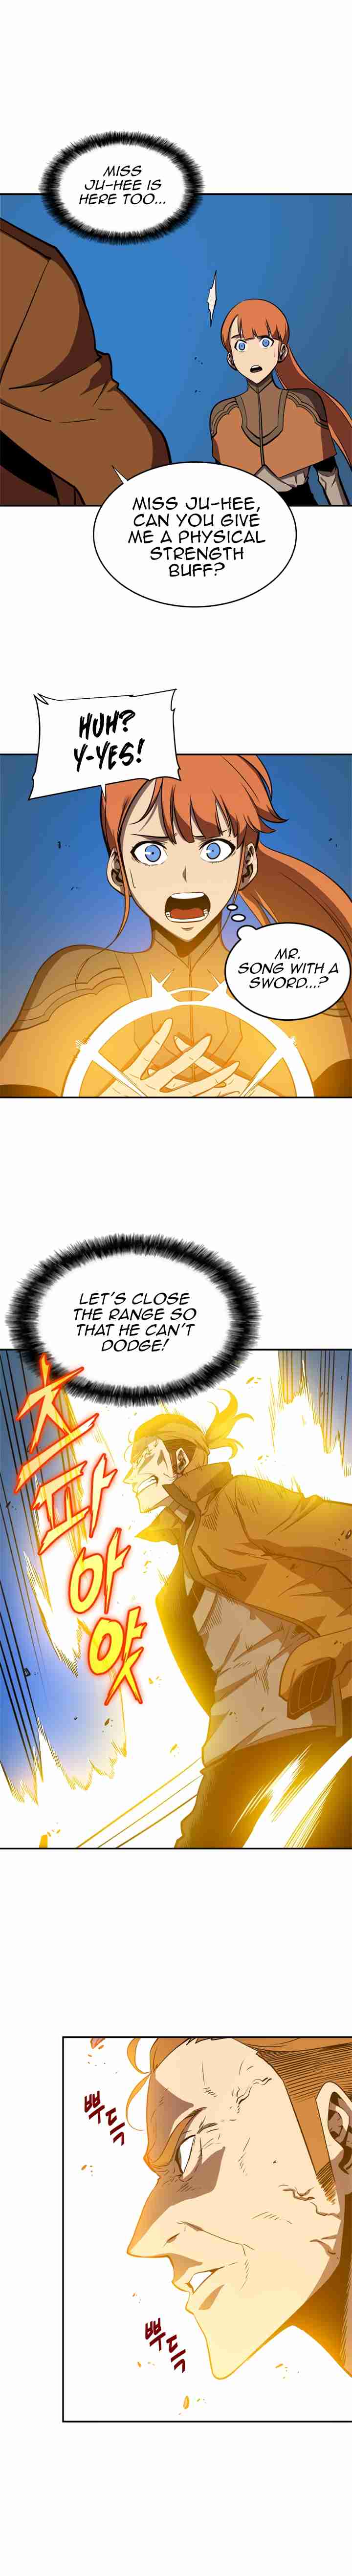 MISS
JU-HEE IS
HERE TOO...
MISS JU-HEE,
CAN YOU GIVE
ME A PHYSICAL
STRENGTH
BUFF?
HUH?
Y-YES!
MR.
SONG WITH A
SWORD...?
LET'S CLOSE
THE RANGE SO
THAT HE CAN'T
DODGE!
츠파아앗
뿌득
뿌득